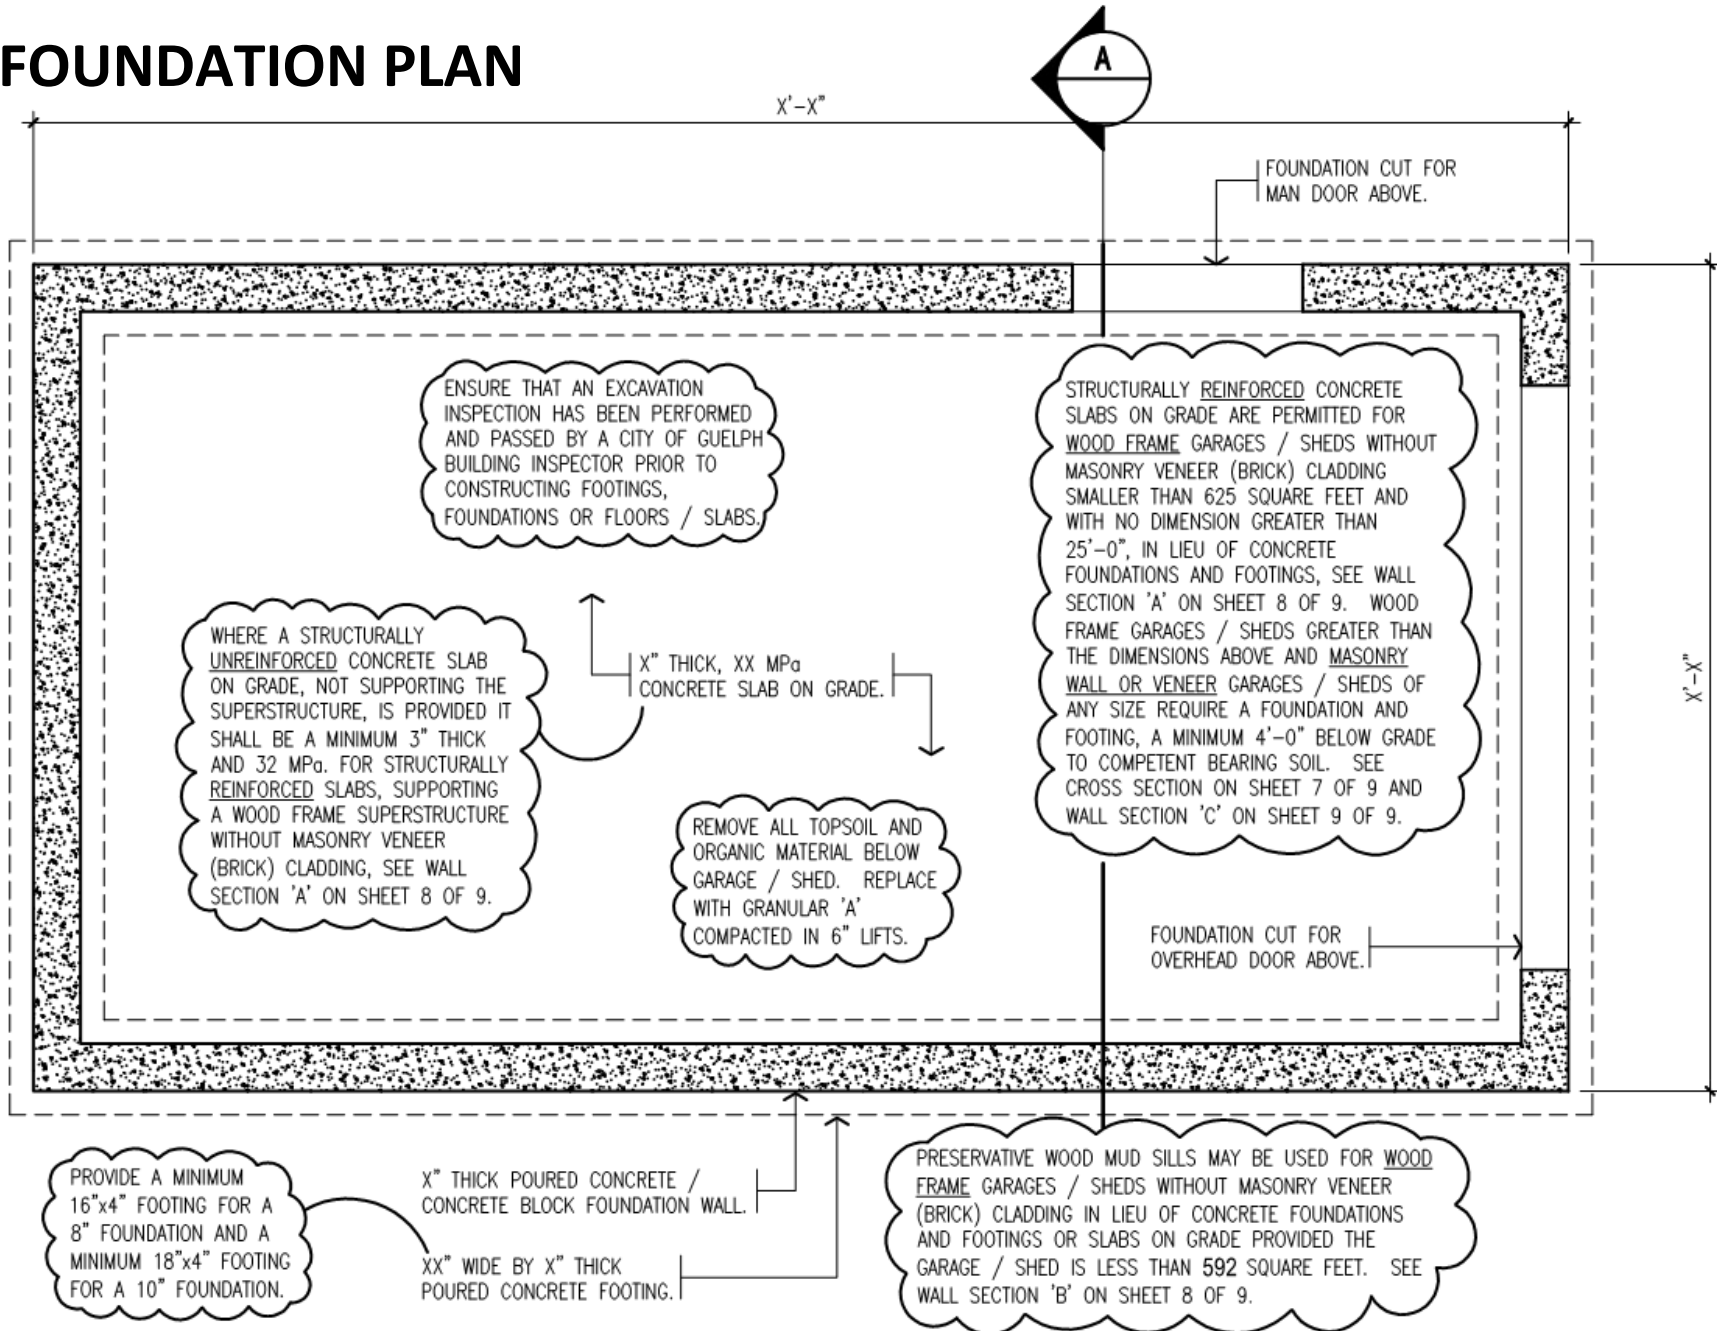 FOUNDATION PLAN
A
X'-X"
FOUNDATION CUT FOR
MAN DOOR ABOVE.
ENSURE THAT AN EXCAVATION
INSPECTION HAS BEEN PERFORMED
AND PASSED BY A CITY OF GUELPH
BUILDING INSPECTOR PRIOR TO
CONSTRUCTING FOOTINGS,
FOUNDATIONS OR FLOORS / SLABS.
STRUCTURALLY REINFORCED CONCRETE
SLABS ON GRADE ARE PERMITTED FOR
WOOD FRAME GARAGES / SHEDS WITHOUT
MASONRY VENEER (BRICK) CLADDING
SMALLER THAN 625 SQUARE FEET AND
WITH NO DIMENSION GREATER THAN
25'-0", IN LIEU OF CONCRETE
FOUNDATIONS AND FOOTINGS, SEE WALL
SECTION 'A' ON SHEET 8 OF 9. WOOD
FRAME GARAGES / SHEDS GREATER THAN
THE DIMENSIONS ABOVE AND MASONRY
WALL OR VENEER GARAGES / SHEDS OF
ANY SIZE REQUIRE A FOUNDATION AND
FOOTING, A MINIMUM 4'-0" BELOW GRADE
TO COMPETENT BEARING SOIL. SEE
CROSS SECTION ON SHEET 7 OF 9 AND
WALL SECTION 'C' ON SHEET 9 OF 9.
WHERE A STRUCTURALLY
UNREINFORCED CONCRETE SLAB
ON GRADE, NOT SUPPORTING THE
SUPERSTRUCTURE, IS PROVIDED IT
SHALL BE A MINIMUM 3" THICK
AND 32 MPa. FOR STRUCTURALLY
REINFORCED SLABS, SUPPORTING
A WOOD FRAME SUPERSTRUCTURE
WITHOUT MASONRY VENEER
(BRICK) CLADDING, SEE WALL
SECTION 'A' ON SHEET 8 OF 9.
X" THICK, XX MPa
CONCRETE SLAB ON GRADE.
X'-X"
REMOVE ALL TOPSOIL AND
ORGANIC MATERIAL BELOW
GARAGE / SHED. REPLACE
WITH GRANULAR 'A'
COMPACTED IN 6" LIFTS.
FOUNDATION CUT FOR
OVERHEAD DOOR ABOVE.
PROVIDE A MINIMUM
16"x4" FOOTING FOR A
8" FOUNDATION AND A
MINIMUM 18"x4" FOOTING
FOR A 10" FOUNDATION.
X" THICK POURED CONCRETE /
CONCRETE BLOCK FOUNDATION WALL.
XX" WIDE BY X" THICK
POURED CONCRETE FOOTING.
PRESERVATIVE WOOD MUD SILLS MAY BE USED FOR WOOD
FRAME GARAGES / SHEDS WITHOUT MASONRY VENEER
(BRICK) CLADDING IN LIEU OF CONCRETE FOUNDATIONS
AND FOOTINGS OR SLABS ON GRADE PROVIDED THE
GARAGE / SHED IS LESS THAN 592 SQUARE FEET. SEE
WALL SECTION 'B' ON SHEET 8 OF 9.